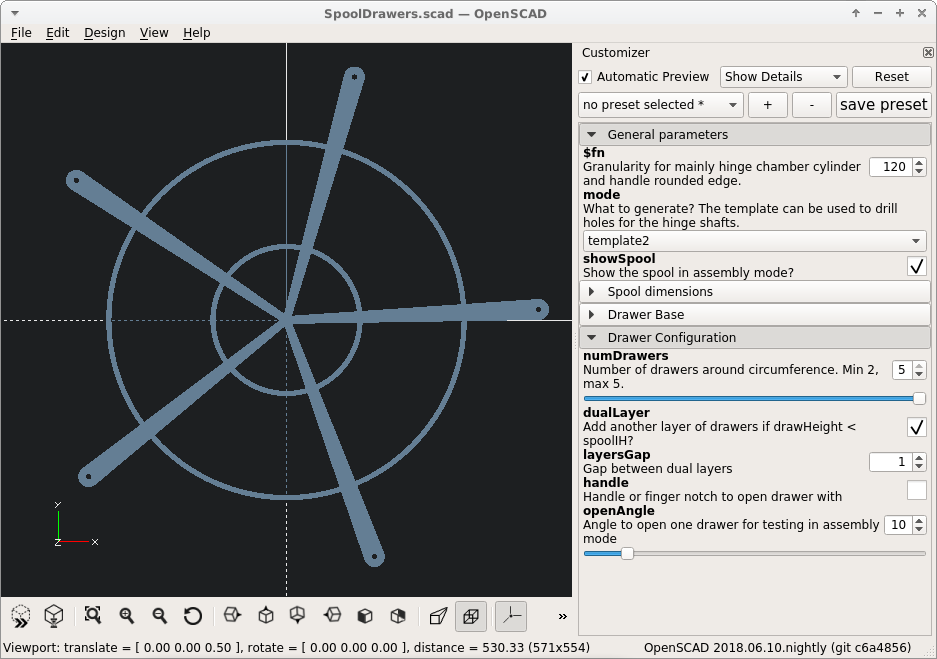 SpoolDrawers.scad — OpenSCAD
File Edit Design View Help
Customizer
Automatic Preview Show Details Reset
no preset selected * + - save preset
General parameters
$fn
Granularity for mainly hinge chamber cylinder
and handle rounded edge.
120
mode
What to generate? The template can be used to drill
holes for the hinge shafts.
template2
showSpool
Show the spool in assembly mode?
Spool dimensions
Drawer Base
Drawer Configuration
numDrawers
Number of drawers around circumference. Min 2,
max 5.
5
dualLayer
Add another layer of drawers if drawHeight <
spoolIH?
layersGap
Gap between dual layers
1
handle
Handle or finger notch to open drawer with
openAngle
Angle to open one drawer for testing in assembly
mode
10
Y
Z X
»
Viewport: translate = [ 0.00 0.00 0.50 ], rotate = [ 0.00 0.00 0.00 ], distance = 530.33 (571x554) OpenSCAD 2018.06.10.nightly (git c6a4856)